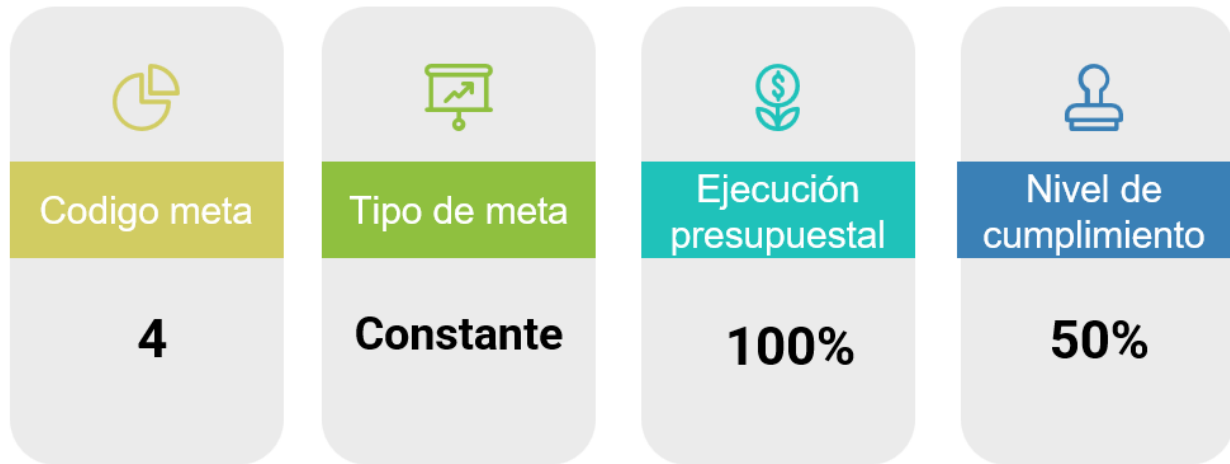 Codigo meta
4
Tipo de meta
Constante
Ejecución
presupuestal
100%
Nivel de
cumplimiento
50%